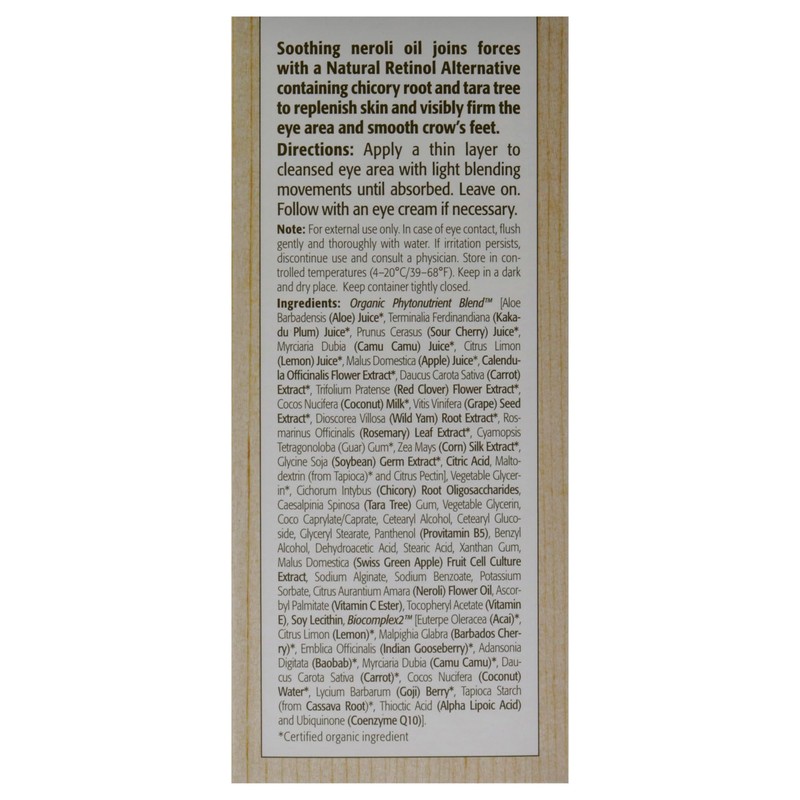 Soothing neroli oil joins forces
with a Natural Retinol Alternative
containing chicory root and tara tree
to replenish skin and visibly firm the
eye area and smooth crow's feet.
Directions: Apply a thin layer to
cleansed eye area with light blending
movements until absorbed. Leave on.
Follow with an eye cream if necessary.
Note: For external use only. In case of eye contact, flush
gently and thoroughly with water. If irritation persists,
discontinue use and consult a physician. Store in con-
trolled temperatures (4–20°C/39–68°F). Keep in a dark
and dry place. Keep container tightly closed.
Ingredients: Organic Phytonutrient Blend™ [Aloe
Barbadensis (Aloe) Juice*, Terminalia Ferdinandiana (Kaka-
du Plum) Juice*, Prunus Cerasus (Sour Cherry) Juice*,
Myrciaria Dubia (Camu Camu) Juice*, Citrus Limon
(Lemon) Juice*, Malus Domestica (Apple) Juice*, Calendu-
la Officinalis Flower Extract*, Daucus Carota Sativa (Carrot)
Extract*, Trifolium Pratense (Red Clover) Flower Extract*,
Cocos Nucifera (Coconut) Milk*, Vitis Vinifera (Grape) Seed
Extract*, Dioscorea Villosa (Wild Yam) Root Extract*, Ros-
marinus Officinalis (Rosemary) Leaf Extract*, Cyamopsis
Tetragonoloba (Guar) Gum*, Zea Mays (Corn) Silk Extract*,
Glycine Soja (Soybean) Germ Extract*, Citric Acid, Malto-
dextrin (from Tapioca)* and Citrus Pectin], Vegetable Glycer-
in*, Cichorum Intybus (Chicory) Root Oligosaccharides,
Caesalpinia Spinosa (Tara Tree) Gum, Vegetable Glycerin,
Coco Caprylate/Caprate, Cetearyl Alcohol, Cetearyl Gluco-
side, Glyceryl Stearate, Panthenol (Provitamin B5), Benzyl
Alcohol, Dehydroacetic Acid, Stearic Acid, Xanthan Gum,
Malus Domestica (Swiss Green Apple) Fruit Cell Culture
Extract, Sodium Alginate, Sodium Benzoate, Potassium
Sorbate, Citrus Aurantium Amara (Neroli) Flower Oil, Ascor-
byl Palmitate (Vitamin C Ester), Tocopheryl Acetate (Vitamin
E), Soy Lecithin, Biocomplex2™ [Euterpe Oleracea (Acai)*,
Citrus Limon (Lemon)*, Malpighia Glabra (Barbados Cher-
ry)*, Emblica Officinalis (Indian Gooseberry)*, Adansonia
Digitata (Baobab)*, Myrciaria Dubia (Camu Camu)*, Dau-
cus Carota Sativa (Carrot)*, Cocos Nucifera (Coconut)
Water*, Lycium Barbarum (Goji) Berry*, Tapioca Starch
(from Cassava Root)*, Thioctic Acid (Alpha Lipoic Acid)
and Ubiquinone (Coenzyme Q10)].
*Certified organic ingredient